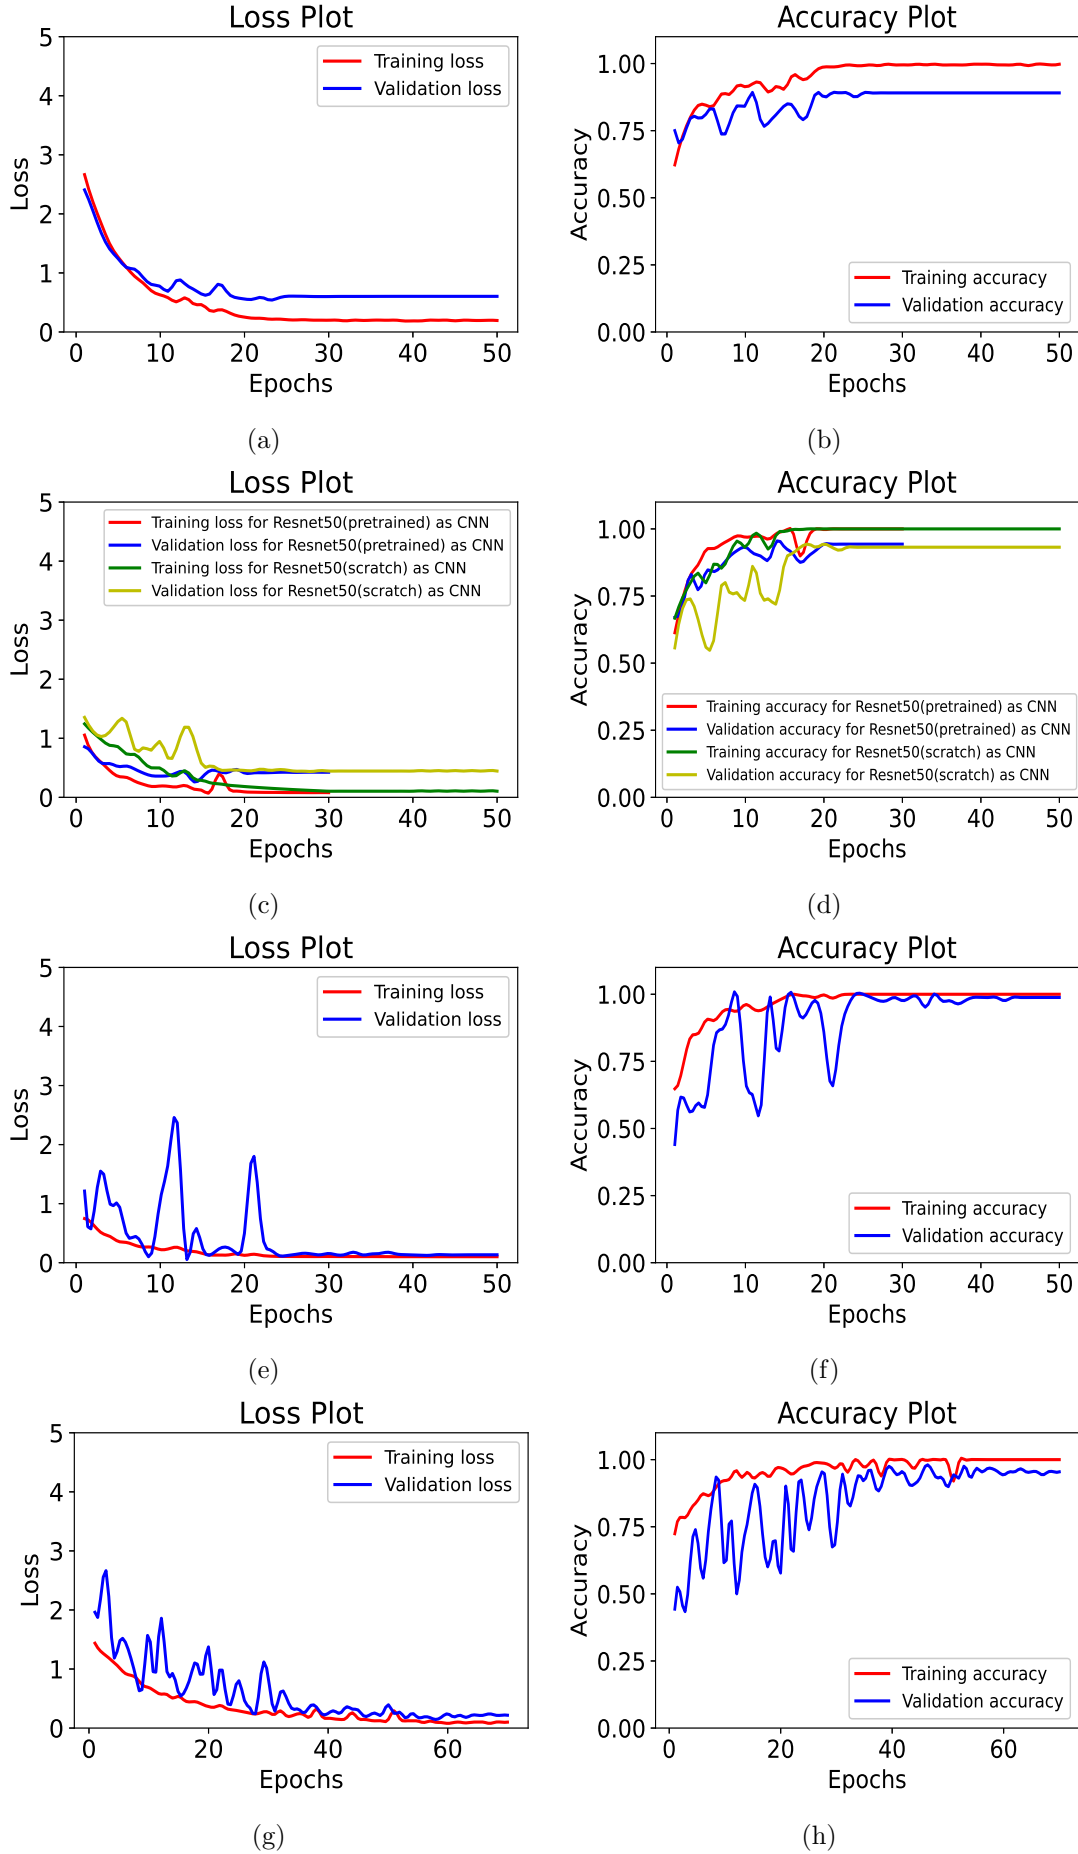 Loss Plot
5
4
3
2
1
0
Loss
Training loss
Validation loss
0 10 20 30 40 50
Epochs
(a)
Accuracy Plot
1.00
0.75
0.50
0.25
0.00
Accuracy
Training accuracy
Validation accuracy
0 10 20 30 40 50
Epochs
(b)
Loss Plot
5
4
3
2
1
0
Loss
Training loss for Resnet50(pretrained) as CNN
Validation loss for Resnet50(pretrained) as CNN
Training loss for Resnet50(scratch) as CNN
Validation loss for Resnet50(scratch) as CNN
0 10 20 30 40 50
Epochs
(c)
Accuracy Plot
1.00
0.75
0.50
0.25
0.00
Accuracy
Training accuracy for Resnet50(pretrained) as CNN
Validation accuracy for Resnet50(pretrained) as CNN
Training accuracy for Resnet50(scratch) as CNN
Validation accuracy for Resnet50(scratch) as CNN
0 10 20 30 40 50
Epochs
(d)
Loss Plot
5
4
3
2
1
0
Loss
Training loss
Validation loss
0 10 20 30 40 50
Epochs
(e)
Accuracy Plot
1.00
0.75
0.50
0.25
0.00
Accuracy
Training accuracy
Validation accuracy
0 10 20 30 40 50
Epochs
(f)
Loss Plot
5
4
3
2
1
0
Loss
Training loss
Validation loss
0 20 40 60
Epochs
(g)
Accuracy Plot
1.00
0.75
0.50
0.25
0.00
Accuracy
Training accuracy
Validation accuracy
0 20 40 60
Epochs
(h)